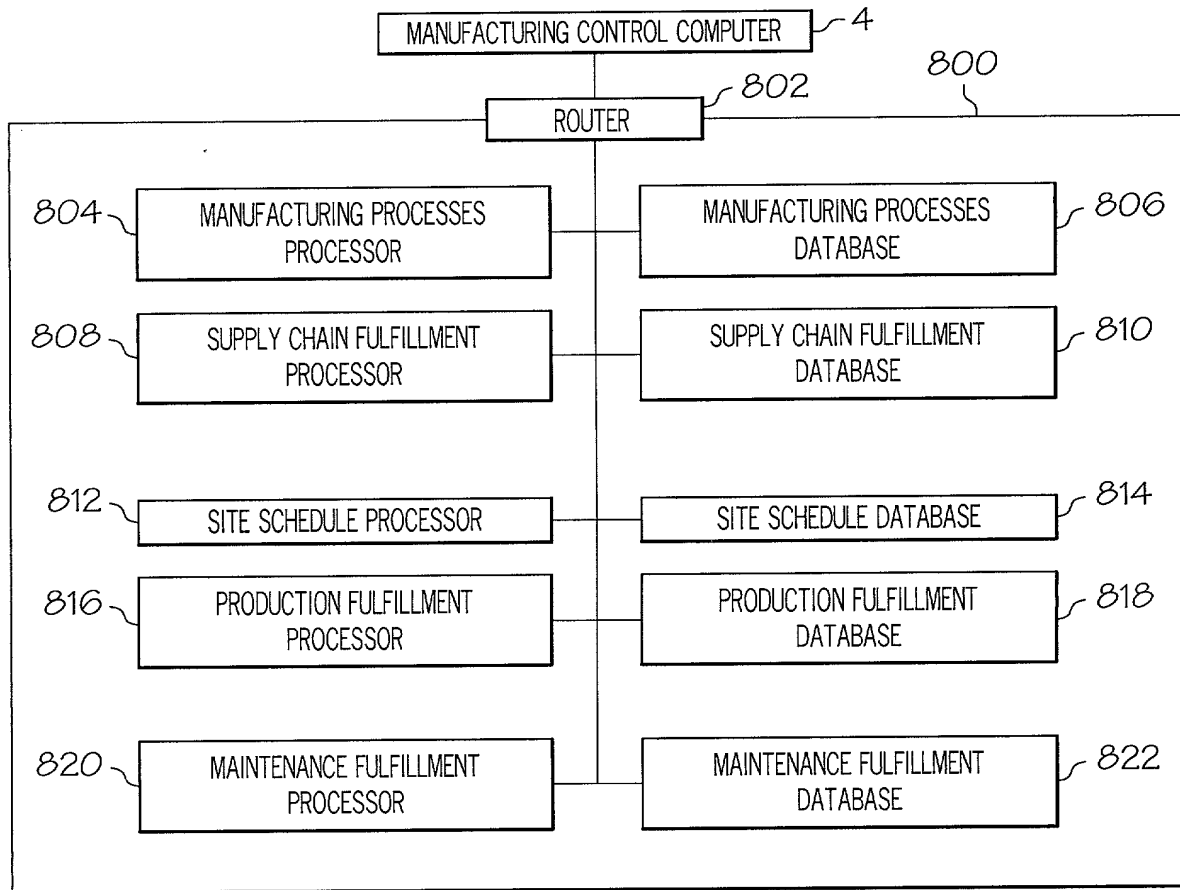 MANUFACTURING CONTROL COMPUTER
4
800
802
ROUTER
804
MANUFACTURING PROCESSES
PROCESSOR
MANUFACTURING PROCESSES
DATABASE
806
808
SUPPLY CHAIN FULFILLMENT
PROCESSOR
SUPPLY CHAIN FULFILLMENT
DATABASE
810
812
SITE SCHEDULE PROCESSOR
SITE SCHEDULE DATABASE
814
816
PRODUCTION FULFILLMENT
PROCESSOR
PRODUCTION FULFILLMENT
DATABASE
818
820
MAINTENANCE FULFILLMENT
PROCESSOR
MAINTENANCE FULFILLMENT
DATABASE
822